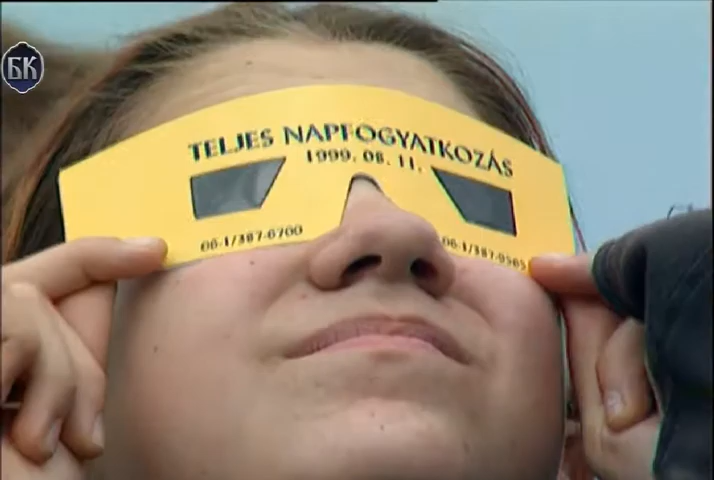 БК
TELJES NAPFOGYATKOZÁS
1999. 08. 11.
06-1/387-6700
06-1/387-9565